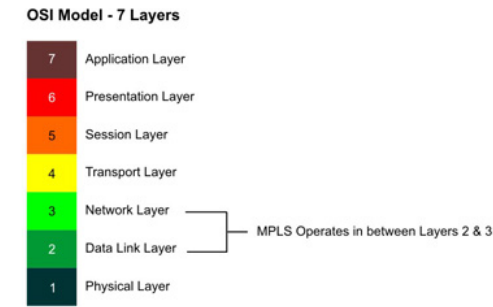 OSI Model - 7 Layers
7 Application Layer
6 Presentation Layer
5 Session Layer
4 Transport Layer
3 Network Layer
MPLS Operates in between Layers 2 & 3
2 Data Link Layer
1 Physical Layer